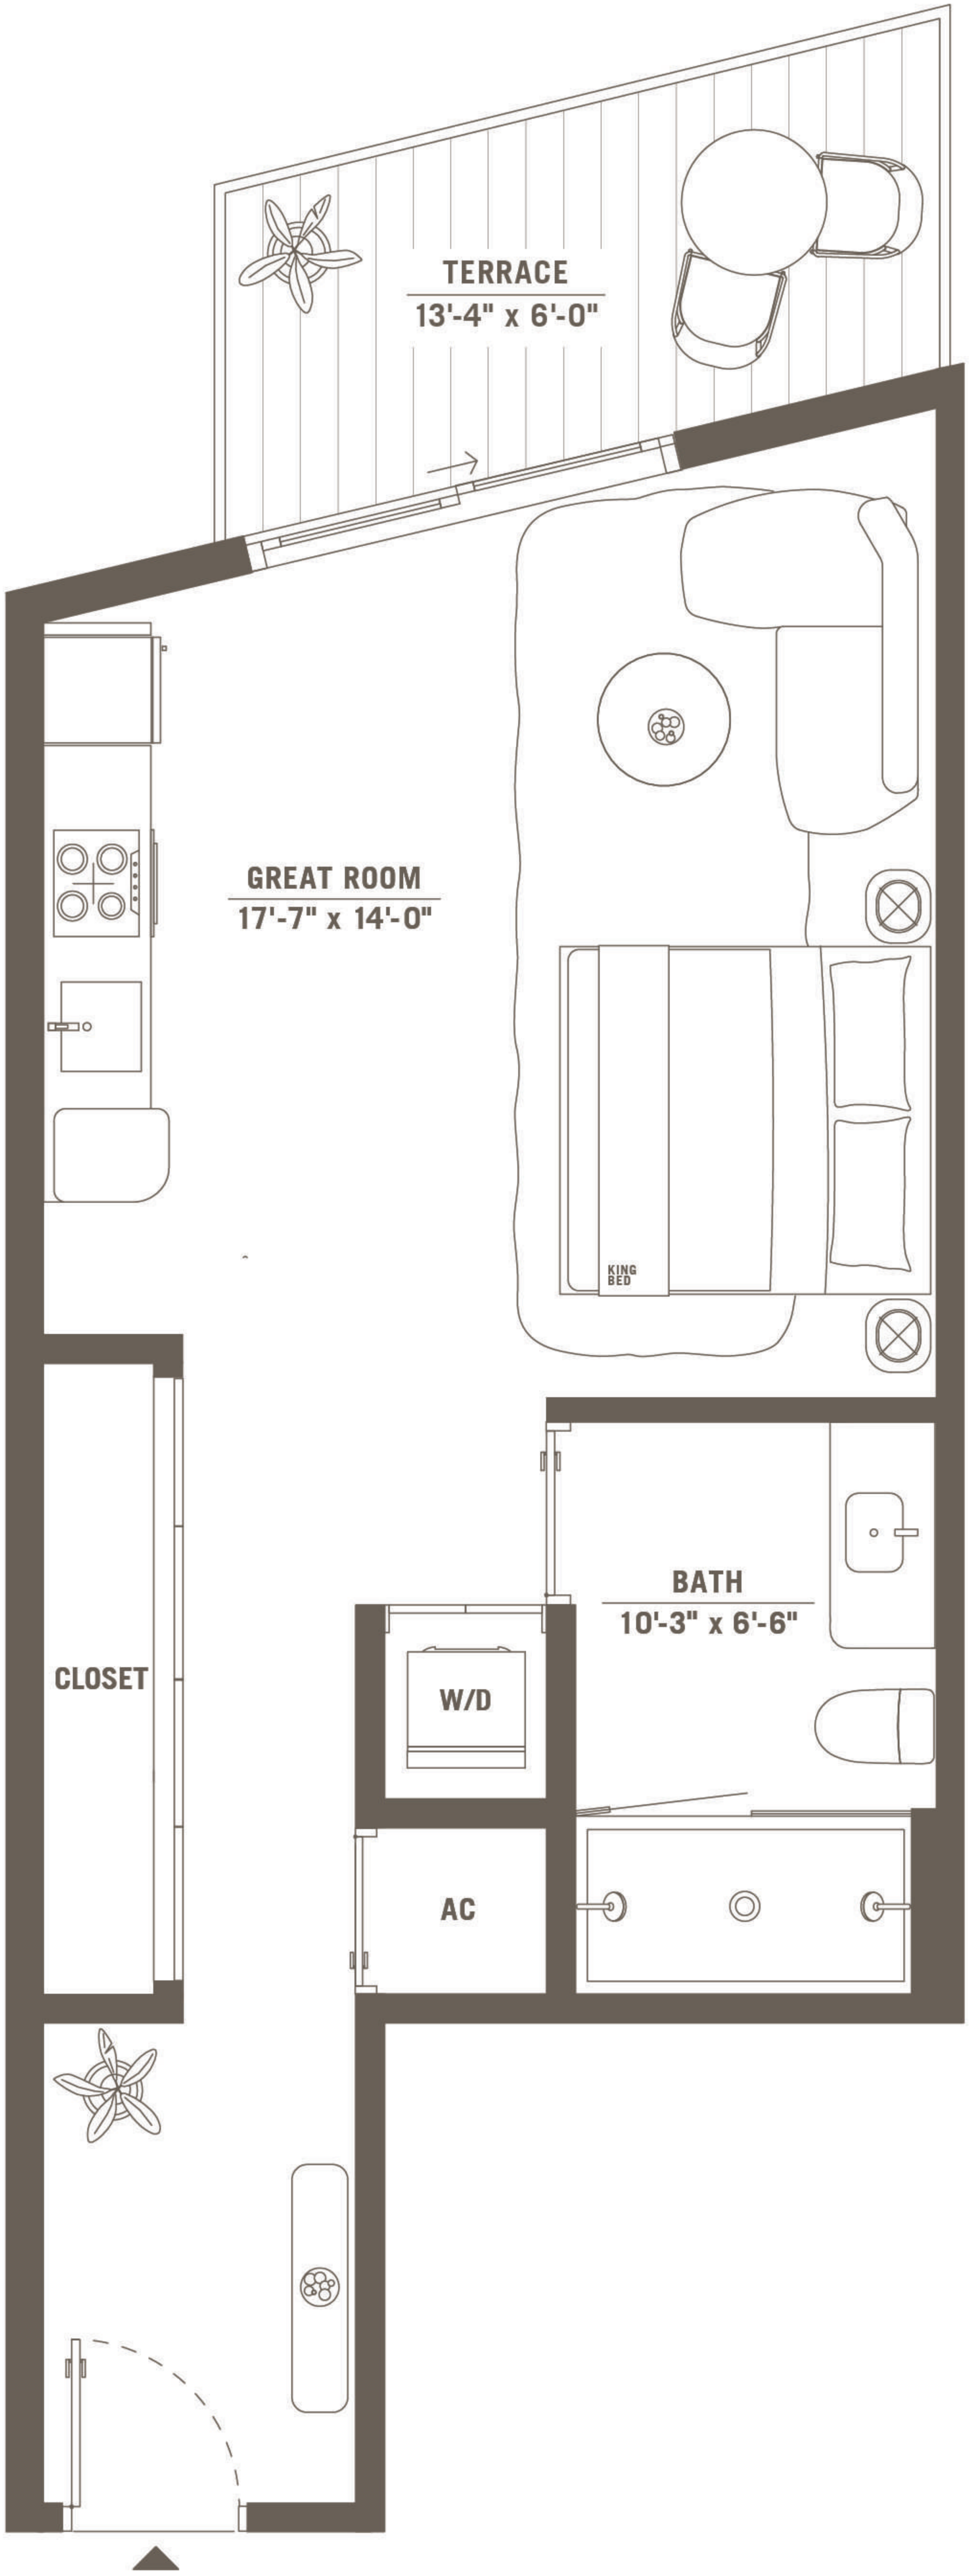 TERRACE
13'-4" x 6'-0"
GREAT ROOM
17'-7" x 14'-0"
KING
BED
BATH
10'-3" x 6'-6"
CLOSET
W/D
AC